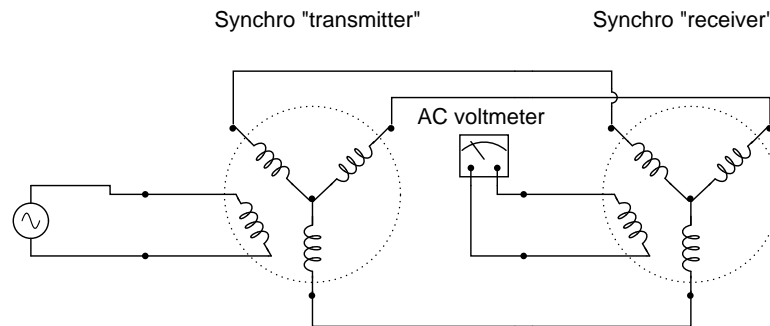 Synchro "transmitter"
Synchro "receiver"
AC voltmeter